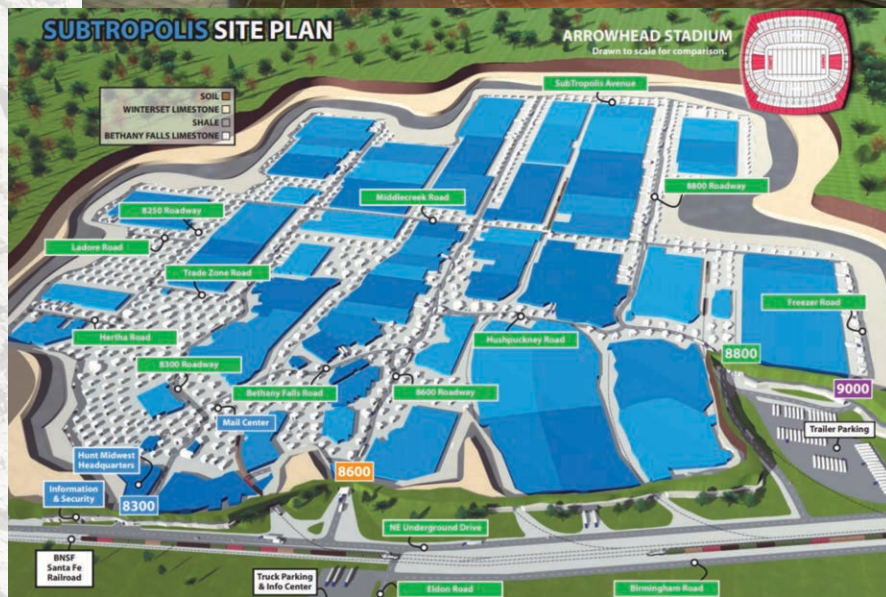 SUBTROPOLIS SITE PLAN
ARROWHEAD STADIUM
Drawn to scale for comparison.
SOIL
WINTERSET LIMESTONE
SHALE
BETHANY FALLS LIMESTONE
SubTropolis Avenue
8250 Roadway
Middlecreek Road
8800 Roadway
Ladore Road
Trade Zone Road
Freezer Road
Hertha Road
Hushpuckney Road
8300 Roadway
8800
Bethany Falls Road
8600 Roadway
9000
Mail Center
Trailer Parking
Hunt Midwest
Headquarters
8600
Information
& Security
8300
NE Underground Drive
BNSF
Santa Fe
Railroad
Truck Parking
& Info Center
Eldon Road
Birmingham Road